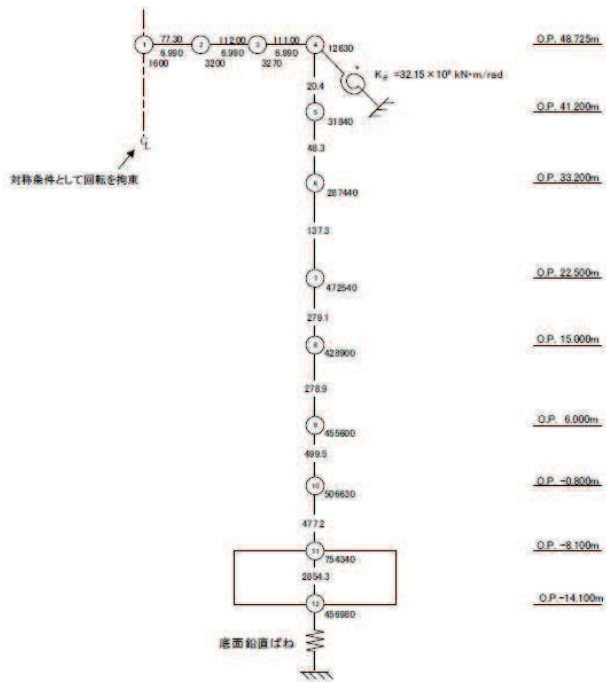 77.30 112.00 111.00
1 2 3 4
12630
O.P. 48.725m
6.990 6.990 6.990
1600 3200 3270
Kθ =32.15×10⁶ kN・m/rad
20.4
5
31840
O.P. 41.200m
48.3
CL
対称条件として回転を拘束
6
287440
O.P. 33.200m
137.3
7
472540
O.P. 22.500m
279.1
8
428900
O.P. 15.000m
278.9
9
455600
O.P. 6.000m
499.5
10
506630
O.P. -0.800m
477.2
11
754340
O.P. -8.100m
2854.3
12
456980
O.P.-14.100m
底面鉛直ばね